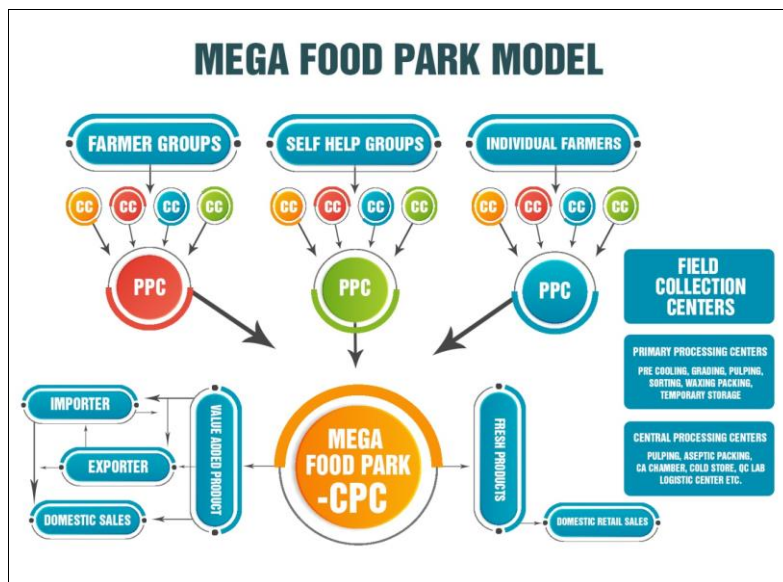 MEGA FOOD PARK MODEL
FARMER GROUPS
SELF HELP GROUPS
INDIVIDUAL FARMERS
CC
CC
CC
CC
CC
CC
CC
CC
CC
CC
CC
CC
PPC
PPC
PPC
FIELD
COLLECTION
CENTERS
PRIMARY PROCESSING CENTERS
PRE COOLING, GRADING, PULPING,
SORTING, WAXING PACKING,
TEMPORARY STORAGE
CENTRAL PROCESSING CENTERS
PULPING, ASEPTIC PACKING,
CA CHAMBER, COLD STORE, QC LAB
LOGISTIC CENTER ETC.
IMPORTER
EXPORTER
DOMESTIC SALES
VALUE ADDED PRODUCT
MEGA
FOOD PARK
-CPC
FRESH PRODUCTS
DOMESTIC RETAIL SALES